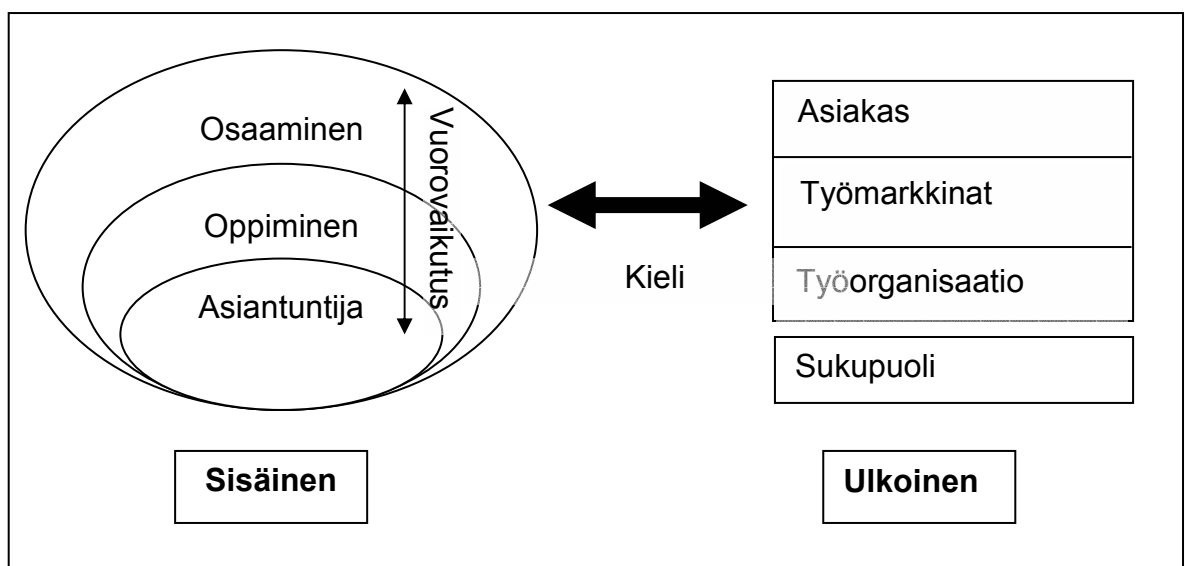 Osaaminen
Oppiminen
Asiantuntija
Vuorovaikutus
Kieli
Asiakas
Työmarkkinat
Työorganisaatio
Sukupuoli
Sisäinen
Ulkoinen